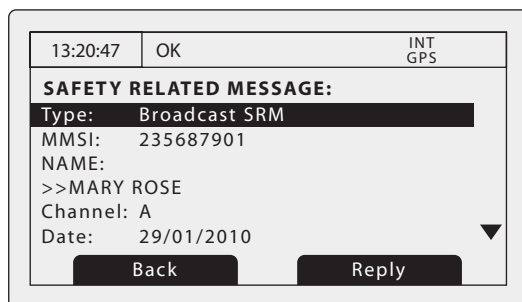 13:20:47 OK INT
GPS
SAFETY RELATED MESSAGE:
Type: Broadcast SRM
MMSI: 235687901
NAME:
>>MARY ROSE
Channel: A
Date: 29/01/2010
Back Reply